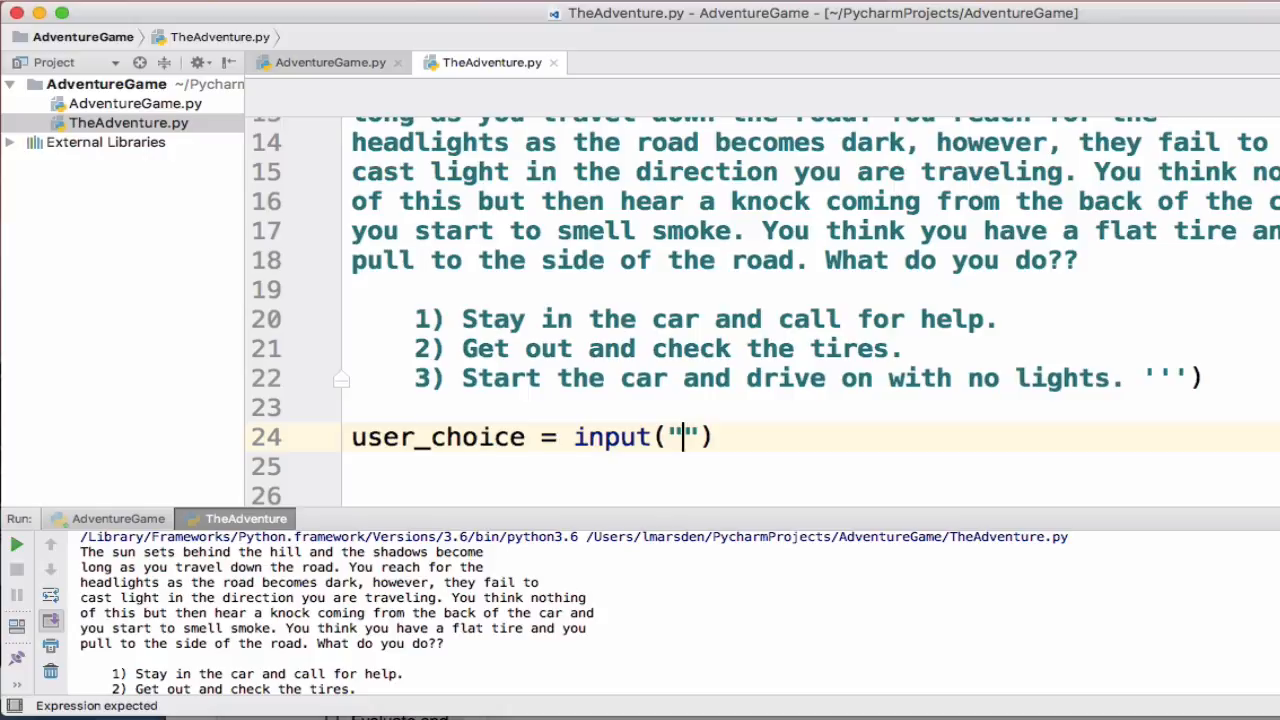 TheAdventure.py - AdventureGame - [~/PycharmProjects/AdventureGame]
AdventureGame TheAdventure.py
Project AdventureGame.py TheAdventure.py
AdventureGame ~/Pycharm
AdventureGame.py
TheAdventure.py
External Libraries
long as you travel down the road. You reach for the
14 headlights as the road becomes dark, however, they fail to
15 cast light in the direction you are traveling. You think
16 of this but then hear a knock coming from the back of the
17 you start to smell smoke. You think you have a flat tire
18 pull to the side of the road. What do you do??
19
20 1) Stay in the car and call for help.
21 2) Get out and check the tires.
22 3) Start the car and drive on with no lights. ''')
23
24 user_choice = input("")
25
26
Run: AdventureGame TheAdventure
/Library/Frameworks/Python.framework/Versions/3.6/bin/python3.6 /Users/lmarsden/PycharmProjects/AdventureGame/TheAdventure.py
The sun sets behind the hill and the shadows become
long as you travel down the road. You reach for the
headlights as the road becomes dark, however, they fail to
cast light in the direction you are traveling. You think nothing
of this but then hear a knock coming from the back of the car and
you start to smell smoke. You think you have a flat tire and you
pull to the side of the road. What do you do??
1) Stay in the car and call for help.
2) Get out and check the tires.
Expression expected